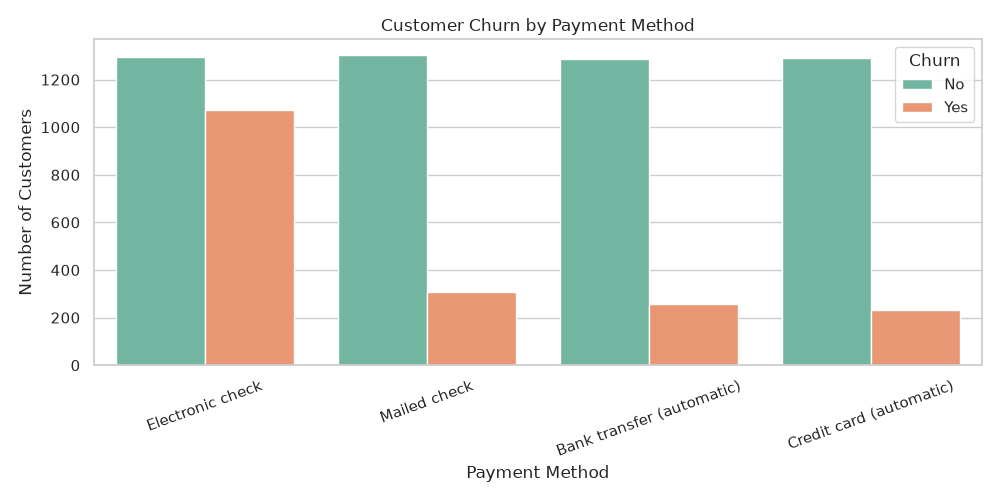 Customer Churn by Payment Method
Churn
No
Yes
Number of Customers
1200
1000
800
600
400
200
0
Electronic check
Mailed check
Bank transfer (automatic)
Credit card (automatic)
Payment Method